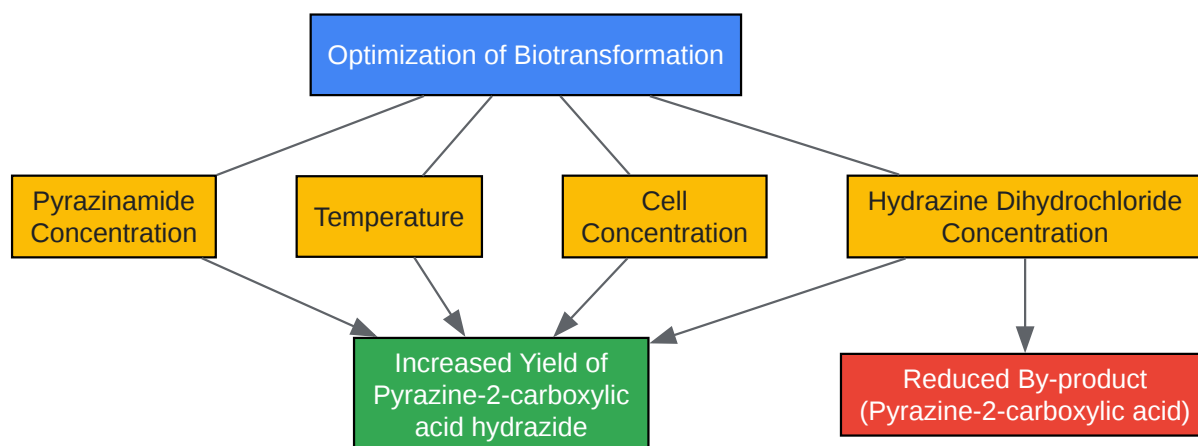 Optimization of Biotransformation
Pyrazinamide
Concentration
Temperature
Cell
Concentration
Hydrazine Dihydrochloride
Concentration
Increased Yield of
Pyrazine-2-carboxylic
acid hydrazide
Reduced By-product
(Pyrazine-2-carboxylic acid)